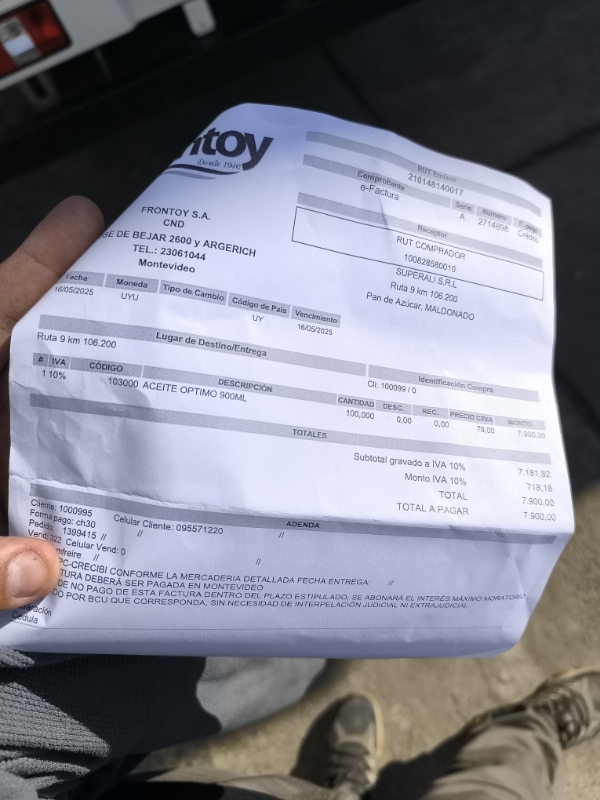 ntoy
Desde 1946
FRONTOY S.A.
CND
SE DE BEJAR 2600 y ARGERICH
TEL.: 23061044
Montevideo
RUT Emisor
210148140017
Comprobante Serie Número F. pago
e-Factura A 2714898 Crédito
Receptor
RUT COMPRADOR
100828580010
SUPERALI S.R.L
Ruta 9 km 106.200
Pan de Azúcar, MALDONADO
Fecha Moneda Tipo de Cambio Código de País Vencimiento
16/05/2025 UYU UY 16/05/2025
Lugar de Destino/Entrega Identificación Compra
Ruta 9 km 106.200 Cli: 100099 / 0
# IVA CÓDIGO DESCRIPCIÓN CANTIDAD DESC. REC. PRECIO C/IVA MONTO
1 10% 103000 ACEITE OPTIMO 900ML 100,000 0,00 0,00 79,00 7.900,00
TOTALES
Subtotal gravado a IVA 10% 7.181,82
Monto IVA 10% 718,18
TOTAL 7.900,00
TOTAL A PAGAR 7.900,00
ADENDA
Cliente: 1000995 Celular Cliente: 095571220 //
Forma pago: ch30 //
Pedido: 1399415 //
Vend: 322 Celular Vend: 0 //
mfreire //
PC-CRECIBI CONFORME LA MERCADERIA DETALLADA FECHA ENTREGA: //
TURA DEBERÁ SER PAGADA EN MONTEVIDEO
DE NO PAGO DE ESTA FACTURA DENTRO DEL PLAZO ESTIPULADO, SE ABONARÁ EL INTERÉS MÁXIMO MORATORIO
DO POR BCU QUE CORRESPONDA, SIN NECESIDAD DE INTERPELACIÓN JUDICIAL NI EXTRAJUDICIAL
aración
Cédula